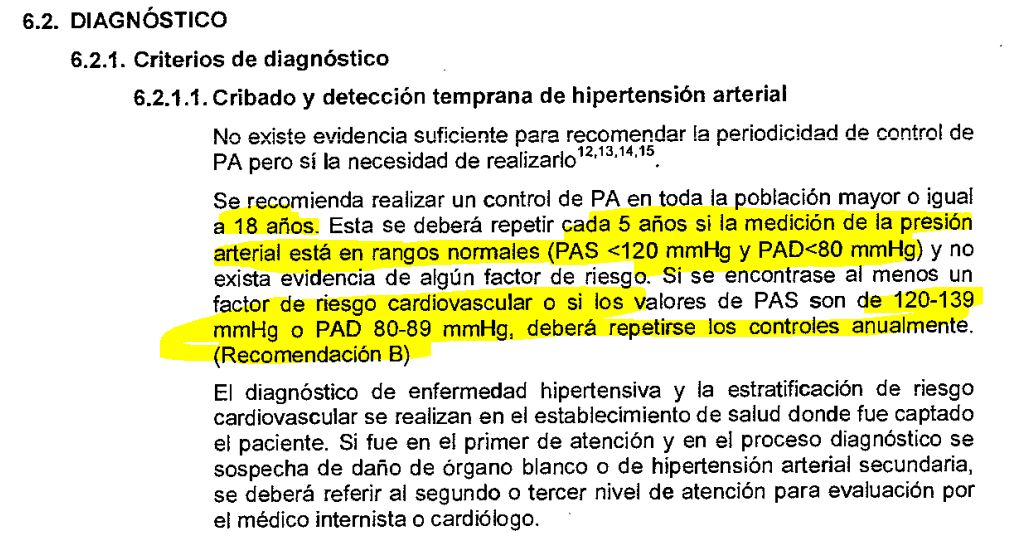 6.2. DIAGNÓSTICO
6.2.1. Criterios de diagnóstico
6.2.1.1. Cribado y detección temprana de hipertensión arterial
No existe evidencia suficiente para recomendar la periodicidad de control de
PA pero sí la necesidad de realizarlo12,13,14,15.
Se recomienda realizar un control de PA en toda la población mayor o igual
a 18 años. Esta se deberá repetir cada 5 años si la medición de la presión
arterial está en rangos normales (PAS <120 mmHg y PAD<80 mmHg) y no
exista evidencia de algún factor de riesgo. Si se encontrase al menos un
factor de riesgo cardiovascular o si los valores de PAS son de 120-139
mmHg o PAD 80-89 mmHg, deberá repetirse los controles anualmente.
(Recomendación B)
El diagnóstico de enfermedad hipertensiva y la estratificación de riesgo
cardiovascular se realizan en el establecimiento de salud donde fue captado
el paciente. Si fue en el primer de atención y en el proceso diagnóstico se
sospecha de daño de órgano blanco o de hipertensión arterial secundaria,
se deberá referir al segundo o tercer nivel de atención para evaluación por
el médico internista o cardiólogo.